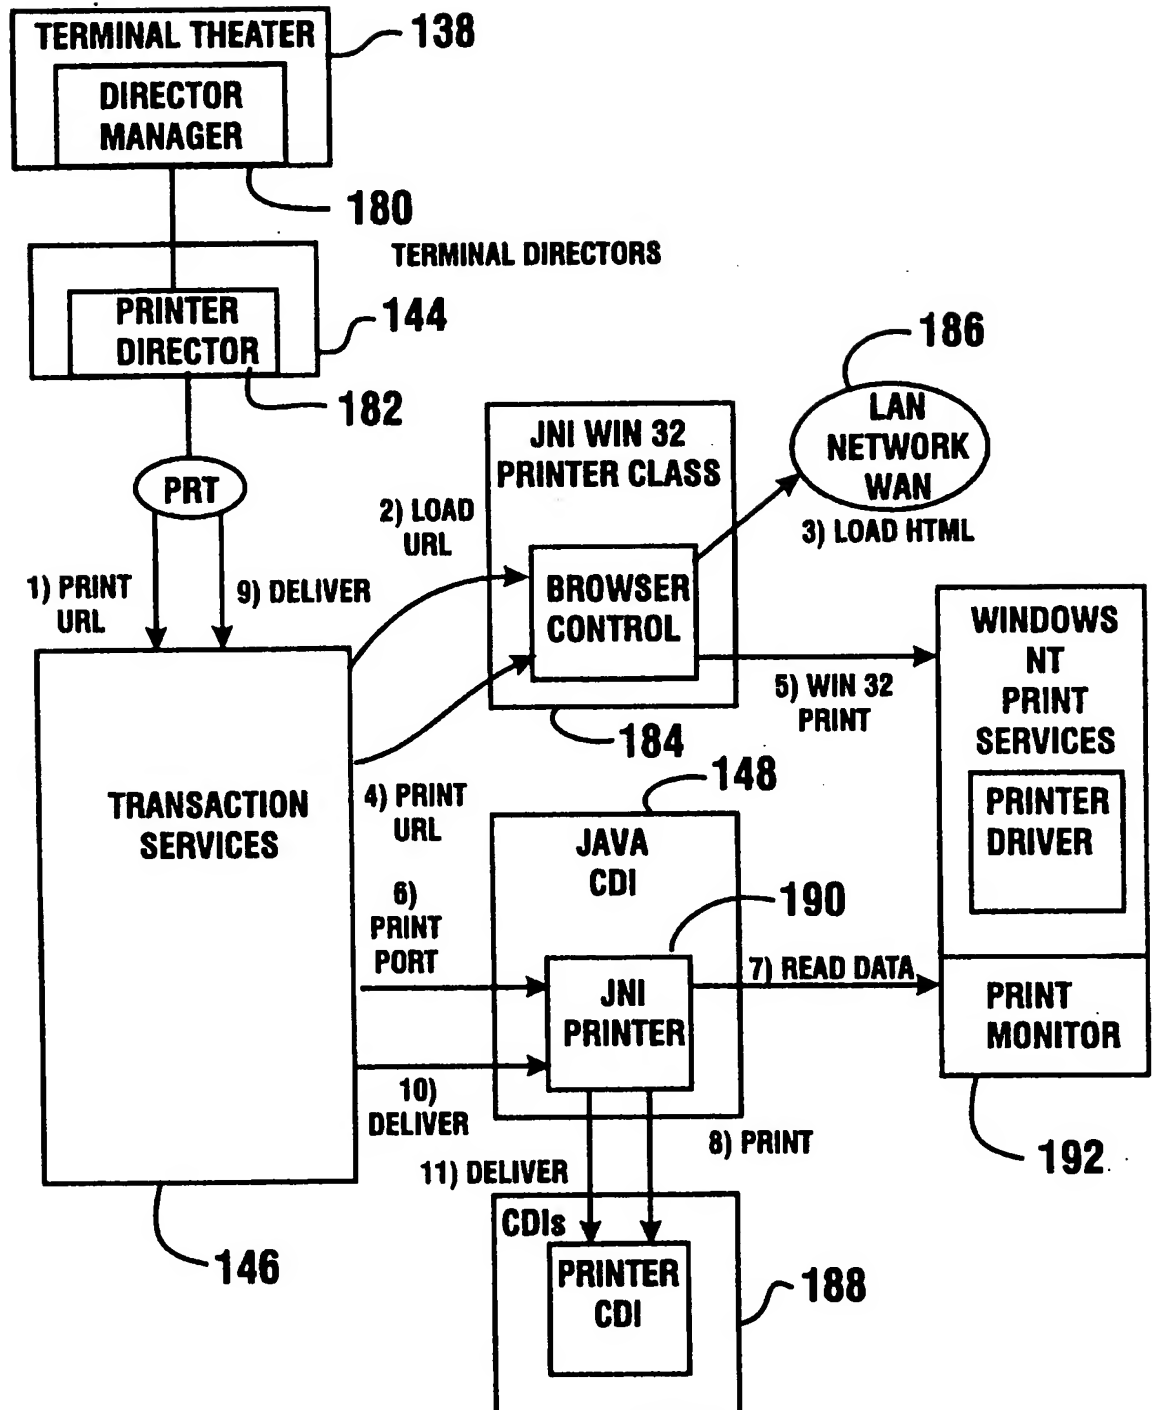 TERMINAL THEATER
138
DIRECTOR
MANAGER
180
TERMINAL DIRECTORS
PRINTER
DIRECTOR
144
182
PRT
1) PRINT
URL
9) DELIVER
2) LOAD
URL
JNI WIN 32
PRINTER CLASS
BROWSER
CONTROL
184
186
LAN
NETWORK
WAN
3) LOAD HTML
5) WIN 32
PRINT
WINDOWS
NT
PRINT
SERVICES
PRINTER
DRIVER
PRINT
MONITOR
192
TRANSACTION
SERVICES
146
4) PRINT
URL
148
JAVA
CDI
190
6)
PRINT
PORT
JNI
PRINTER
7) READ DATA
10)
DELIVER
11) DELIVER
8) PRINT
CDIs
PRINTER
CDI
188